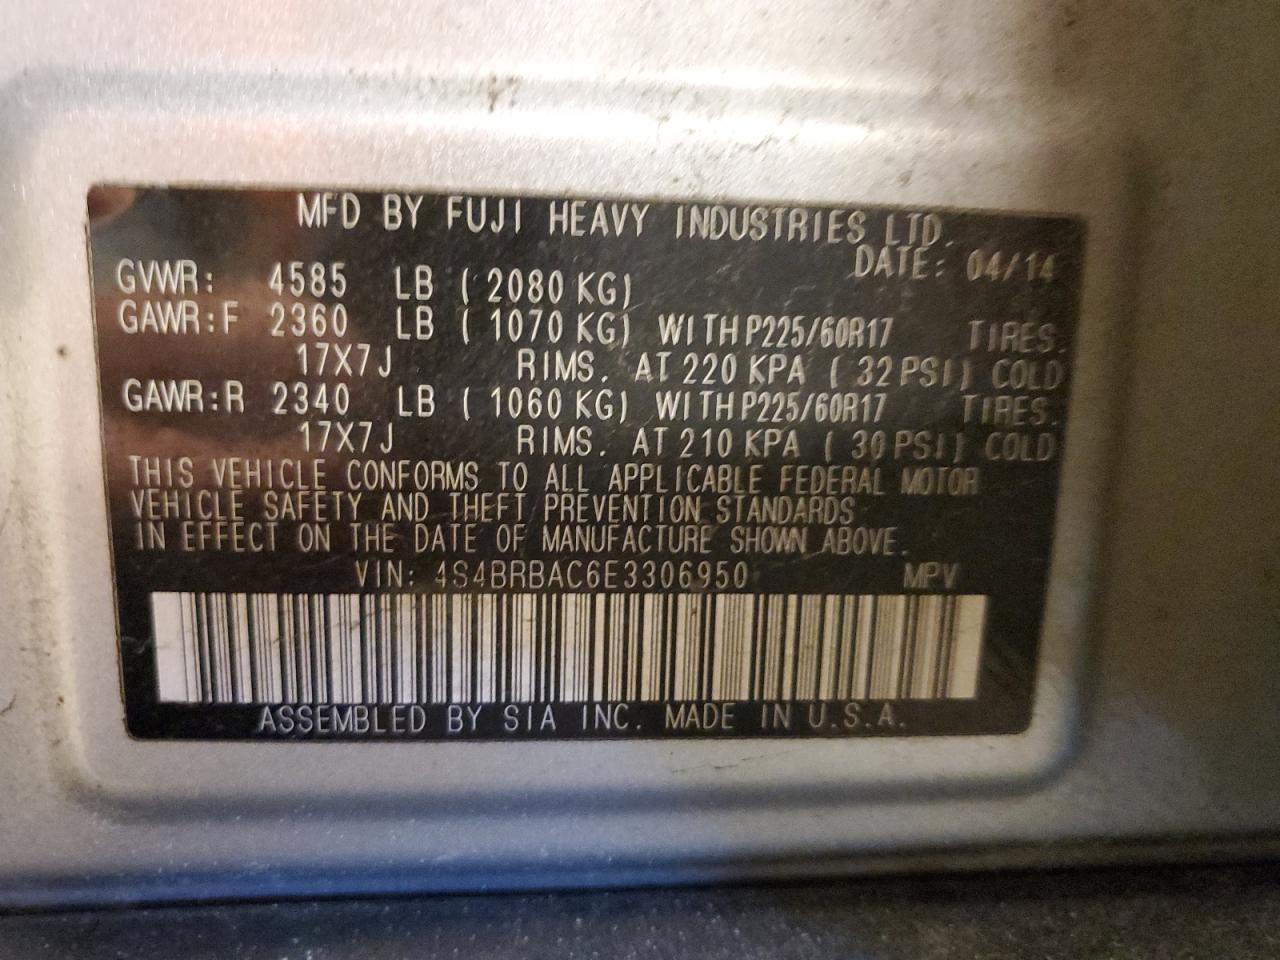 MFD BY FUJI HEAVY INDUSTRIES LTD.
DATE: 04/14
GVWR: 4585 LB ( 2080 KG)
GAWR:F 2360 LB ( 1070 KG) WITH P225/60R17 TIRES.
17X7J RIMS. AT 220 KPA ( 32 PSI) COLD
GAWR:R 2340 LB ( 1060 KG) WITH P225/60R17 TIRES.
17X7J RIMS. AT 210 KPA ( 30 PSI) COLD
THIS VEHICLE CONFORMS TO ALL APPLICABLE FEDERAL MOTOR
VEHICLE SAFETY AND THEFT PREVENTION STANDARDS
IN EFFECT ON THE DATE OF MANUFACTURE SHOWN ABOVE.
VIN: 4S4BRBAC6E3306950 MPV
ASSEMBLED BY SIA INC. MADE IN U.S.A.